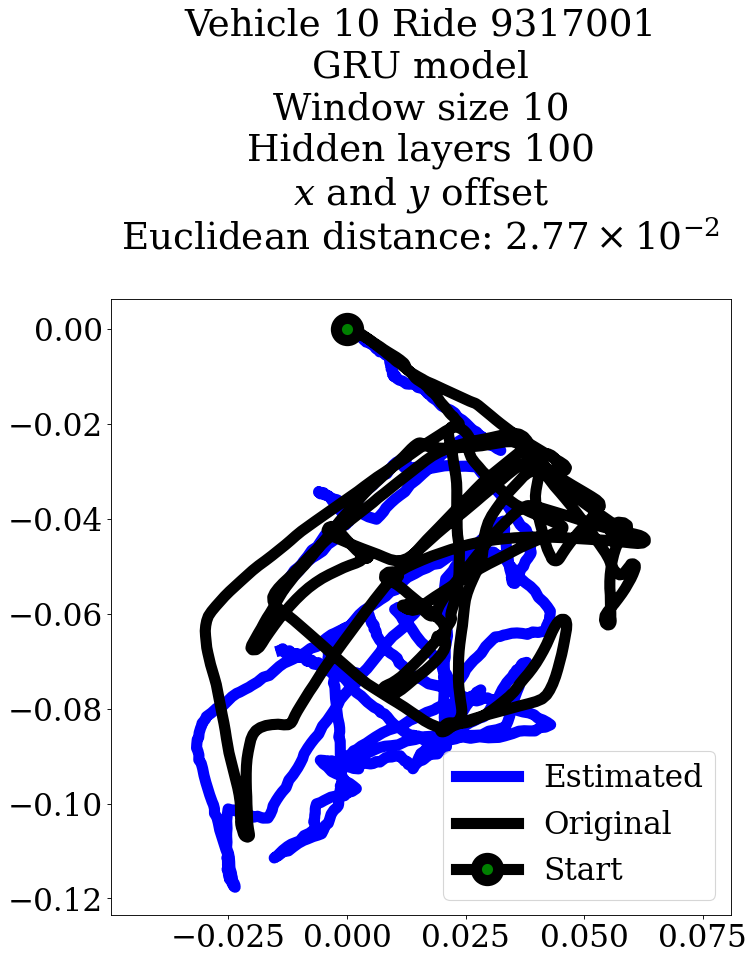 Vehicle 10 Ride 9317001
GRU model
Window size 10
Hidden layers 100
x and y offset
Euclidean distance: 2.77 × 10⁻²
0.00
−0.02
−0.04
−0.06
−0.08
−0.10
−0.12
Estimated
Original
Start
−0.025 0.000 0.025 0.050 0.075